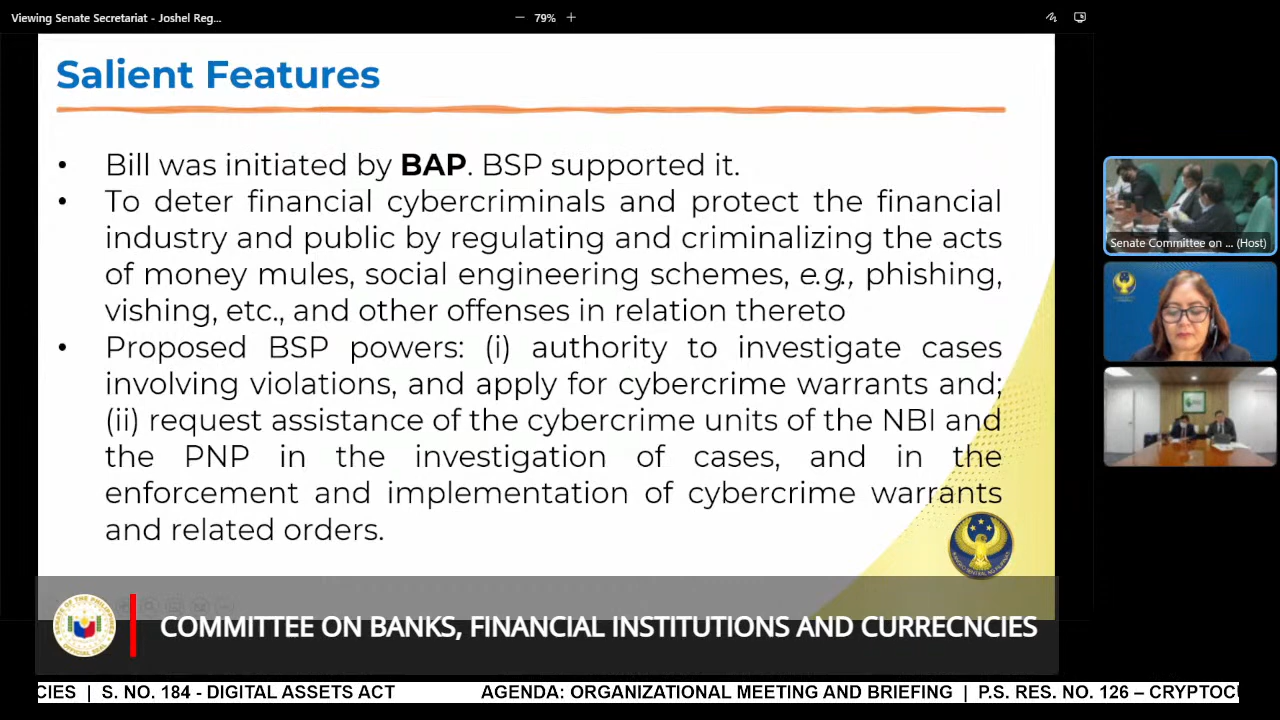 Viewing Senate Secretariat - Joshel Reg...
79%
Salient Features
• Bill was initiated by BAP. BSP supported it.
• To deter financial cybercriminals and protect the financial
industry and public by regulating and criminalizing the acts
of money mules, social engineering schemes, e.g., phishing,
vishing, etc., and other offenses in relation thereto
• Proposed BSP powers: (i) authority to investigate cases
involving violations, and apply for cybercrime warrants and;
(ii) request assistance of the cybercrime units of the NBI and
the PNP in the investigation of cases, and in the
enforcement and implementation of cybercrime warrants
and related orders.
Senate Committee on ... (Host)
COMMITTEE ON BANKS, FINANCIAL INSTITUTIONS AND CURRECNCIES
CIES | S. NO. 184 - DIGITAL ASSETS ACT AGENDA: ORGANIZATIONAL MEETING AND BRIEFING | P.S. RES. NO. 126 – CRYPTOC